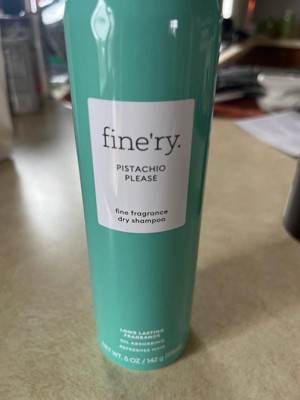 fine'ry.
PISTACHIO
PLEASE
fine fragrance
dry shampoo
LONG LASTING
FRAGRANCE
OIL ABSORBING
REFRESHES HAIR
NET WT. 5 OZ / 142 g